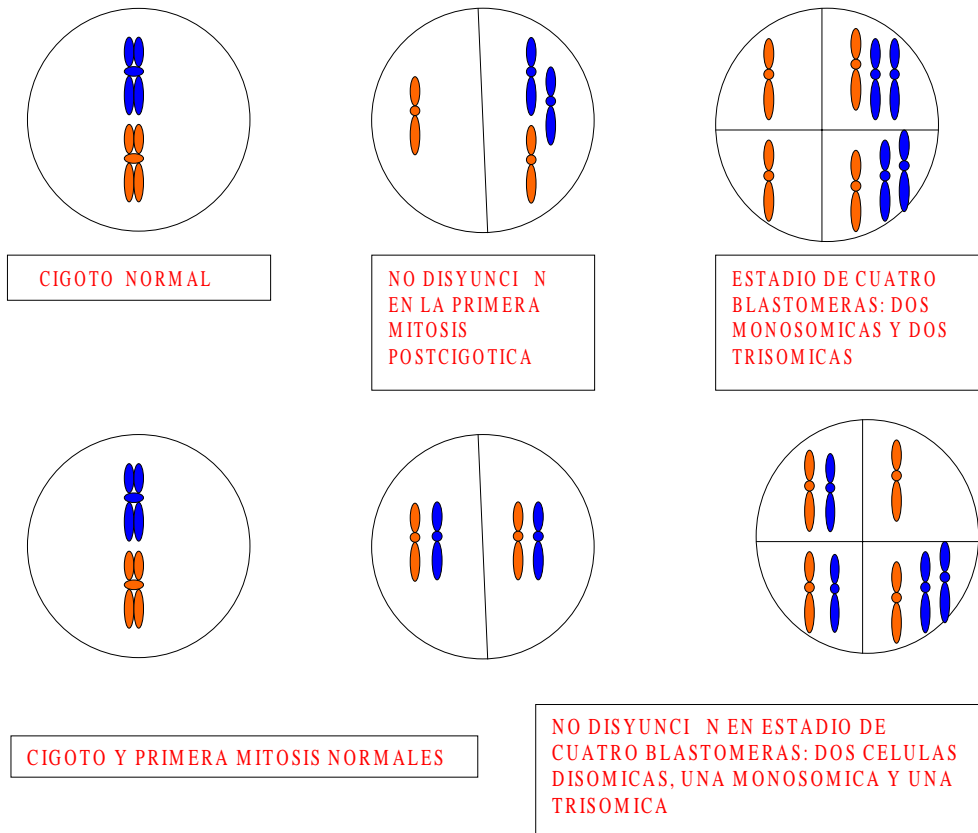 CIGOTO NORMAL
NO DISYUNCI N
EN LA PRIMERA
MITOSIS
POSTCIGOTICA
ESTADIO DE CUATRO
BLASTOMERAS: DOS
MONOSOMICAS Y DOS
TRISOMICAS
CIGOTO Y PRIMERA MITOSIS NORMALES
NO DISYUNCI N EN ESTADIO DE
CUATRO BLASTOMERAS: DOS CELULAS
DISOMICAS, UNA MONOSOMICA Y UNA
TRISOMICA